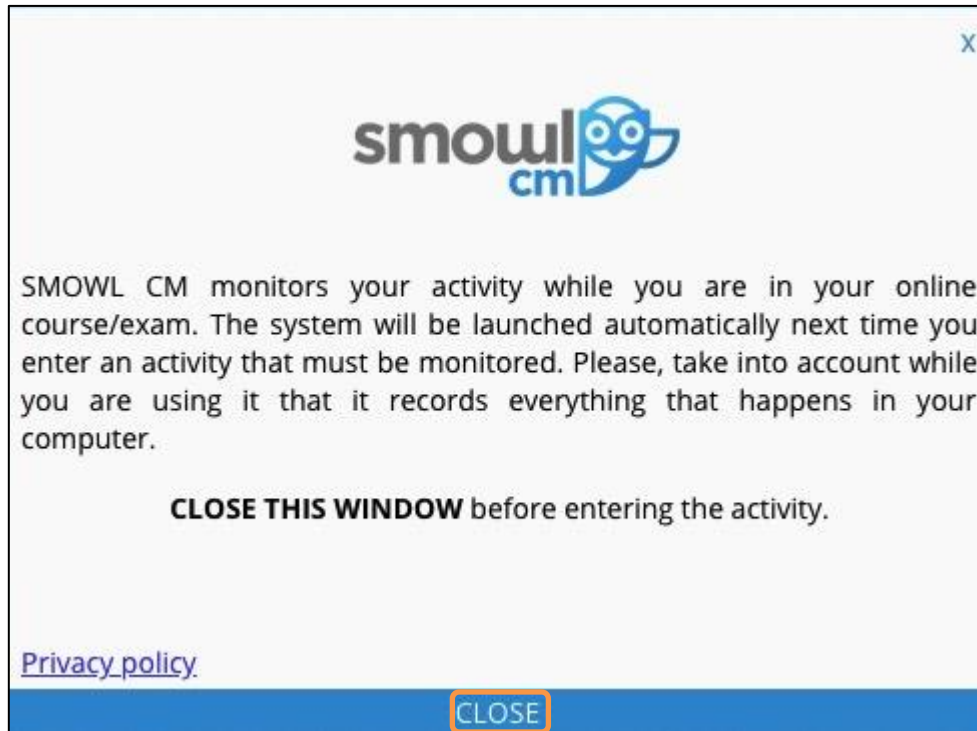 X
smowl
cm
SMOWL CM monitors your activity while you are in your online
course/exam. The system will be launched automatically next time you
enter an activity that must be monitored. Please, take into account while
you are using it that it records everything that happens in your
computer.
CLOSE THIS WINDOW before entering the activity.
Privacy policy
CLOSE